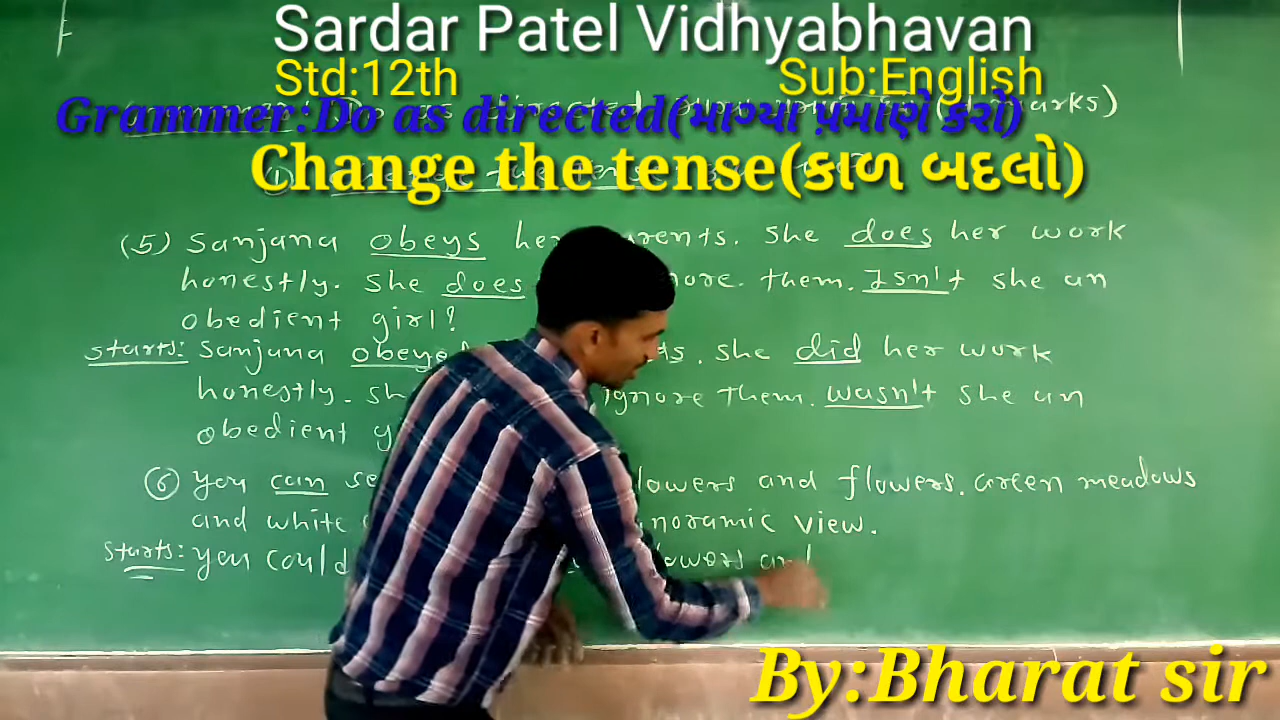 Sardar Patel Vidhyabhavan
Std:12th Sub:English
Grammer:Do as directed(માગ્યા પ્રમાણે કરો)
Change the tense(કાળ બદલો)
(5) Sanjana obeys her parents. She does her work
honestly. She does ignore them. Isn't she an
obedient girl?
starts: Sanjana obeyed . She did her work
honestly. ignore them. wasn't she an
obedient
6 you can flowers and flowers. Green meadows
and white panoramic view.
Starts: you could flowers and
By:Bharat sir